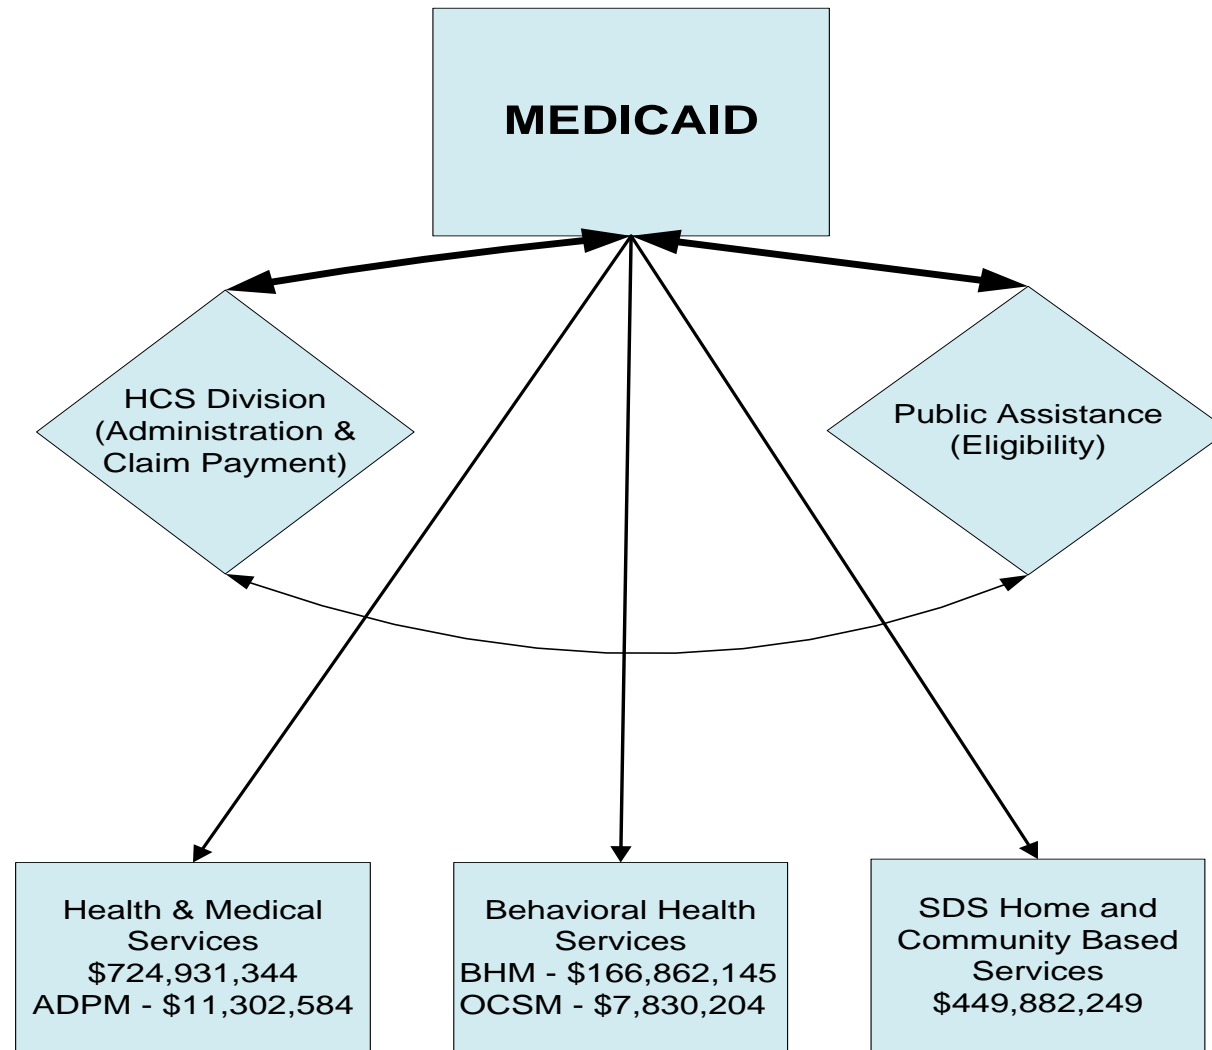 MEDICAID
HCS Division
(Administration &
Claim Payment)
Public Assistance
(Eligibility)
Health & Medical
Services
$724,931,344
ADPM - $11,302,584
Behavioral Health
Services
BHM - $166,862,145
OCSM - $7,830,204
SDS Home and
Community Based
Services
$449,882,249